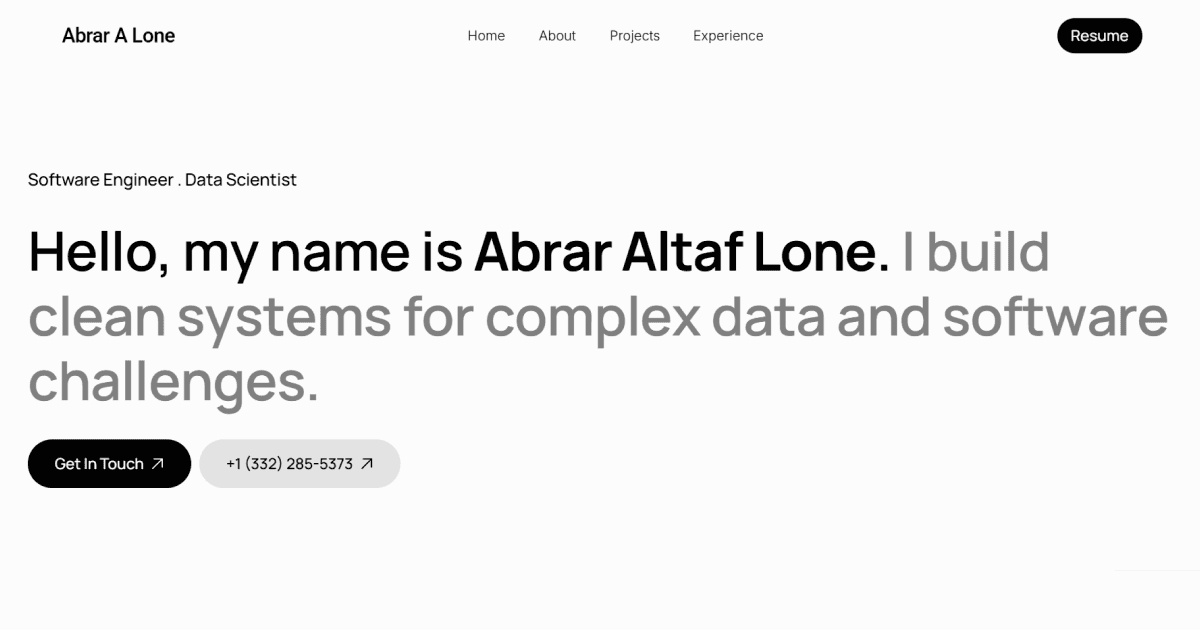 Abrar A Lone
Home
About
Projects
Experience
Resume
Software Engineer . Data Scientist
Hello, my name is Abrar Altaf Lone. I build
clean systems for complex data and software
challenges.
Get In Touch
+1 (332) 285-5373